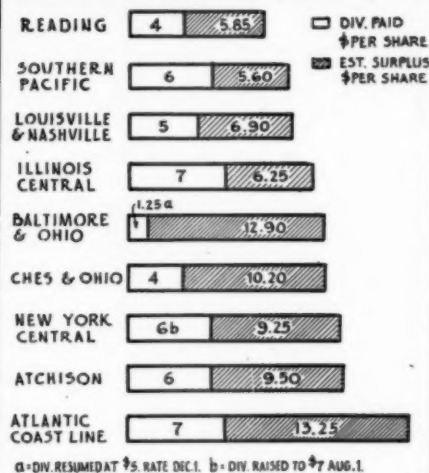 READING 4 5.85
DIV. PAID
$PER SHARE
EST. SURPLUS
$PER SHARE
SOUTHERN
PACIFIC 6 5.60
LOUISVILLE
& NASHVILLE 5 6.90
ILLINOIS
CENTRAL 7 6.25
1.25a
BALTIMORE
& OHIO 12.90
CHES & OHIO 4 10.20
NEW YORK
CENTRAL 6b 9.25
ATCHISON 6 9.50
ATLANTIC
COAST LINE 7 13.25
a=DIV. RESUMED AT $5. RATE DEC.1. b=DIV. RAISED TO $7 AUG.1.